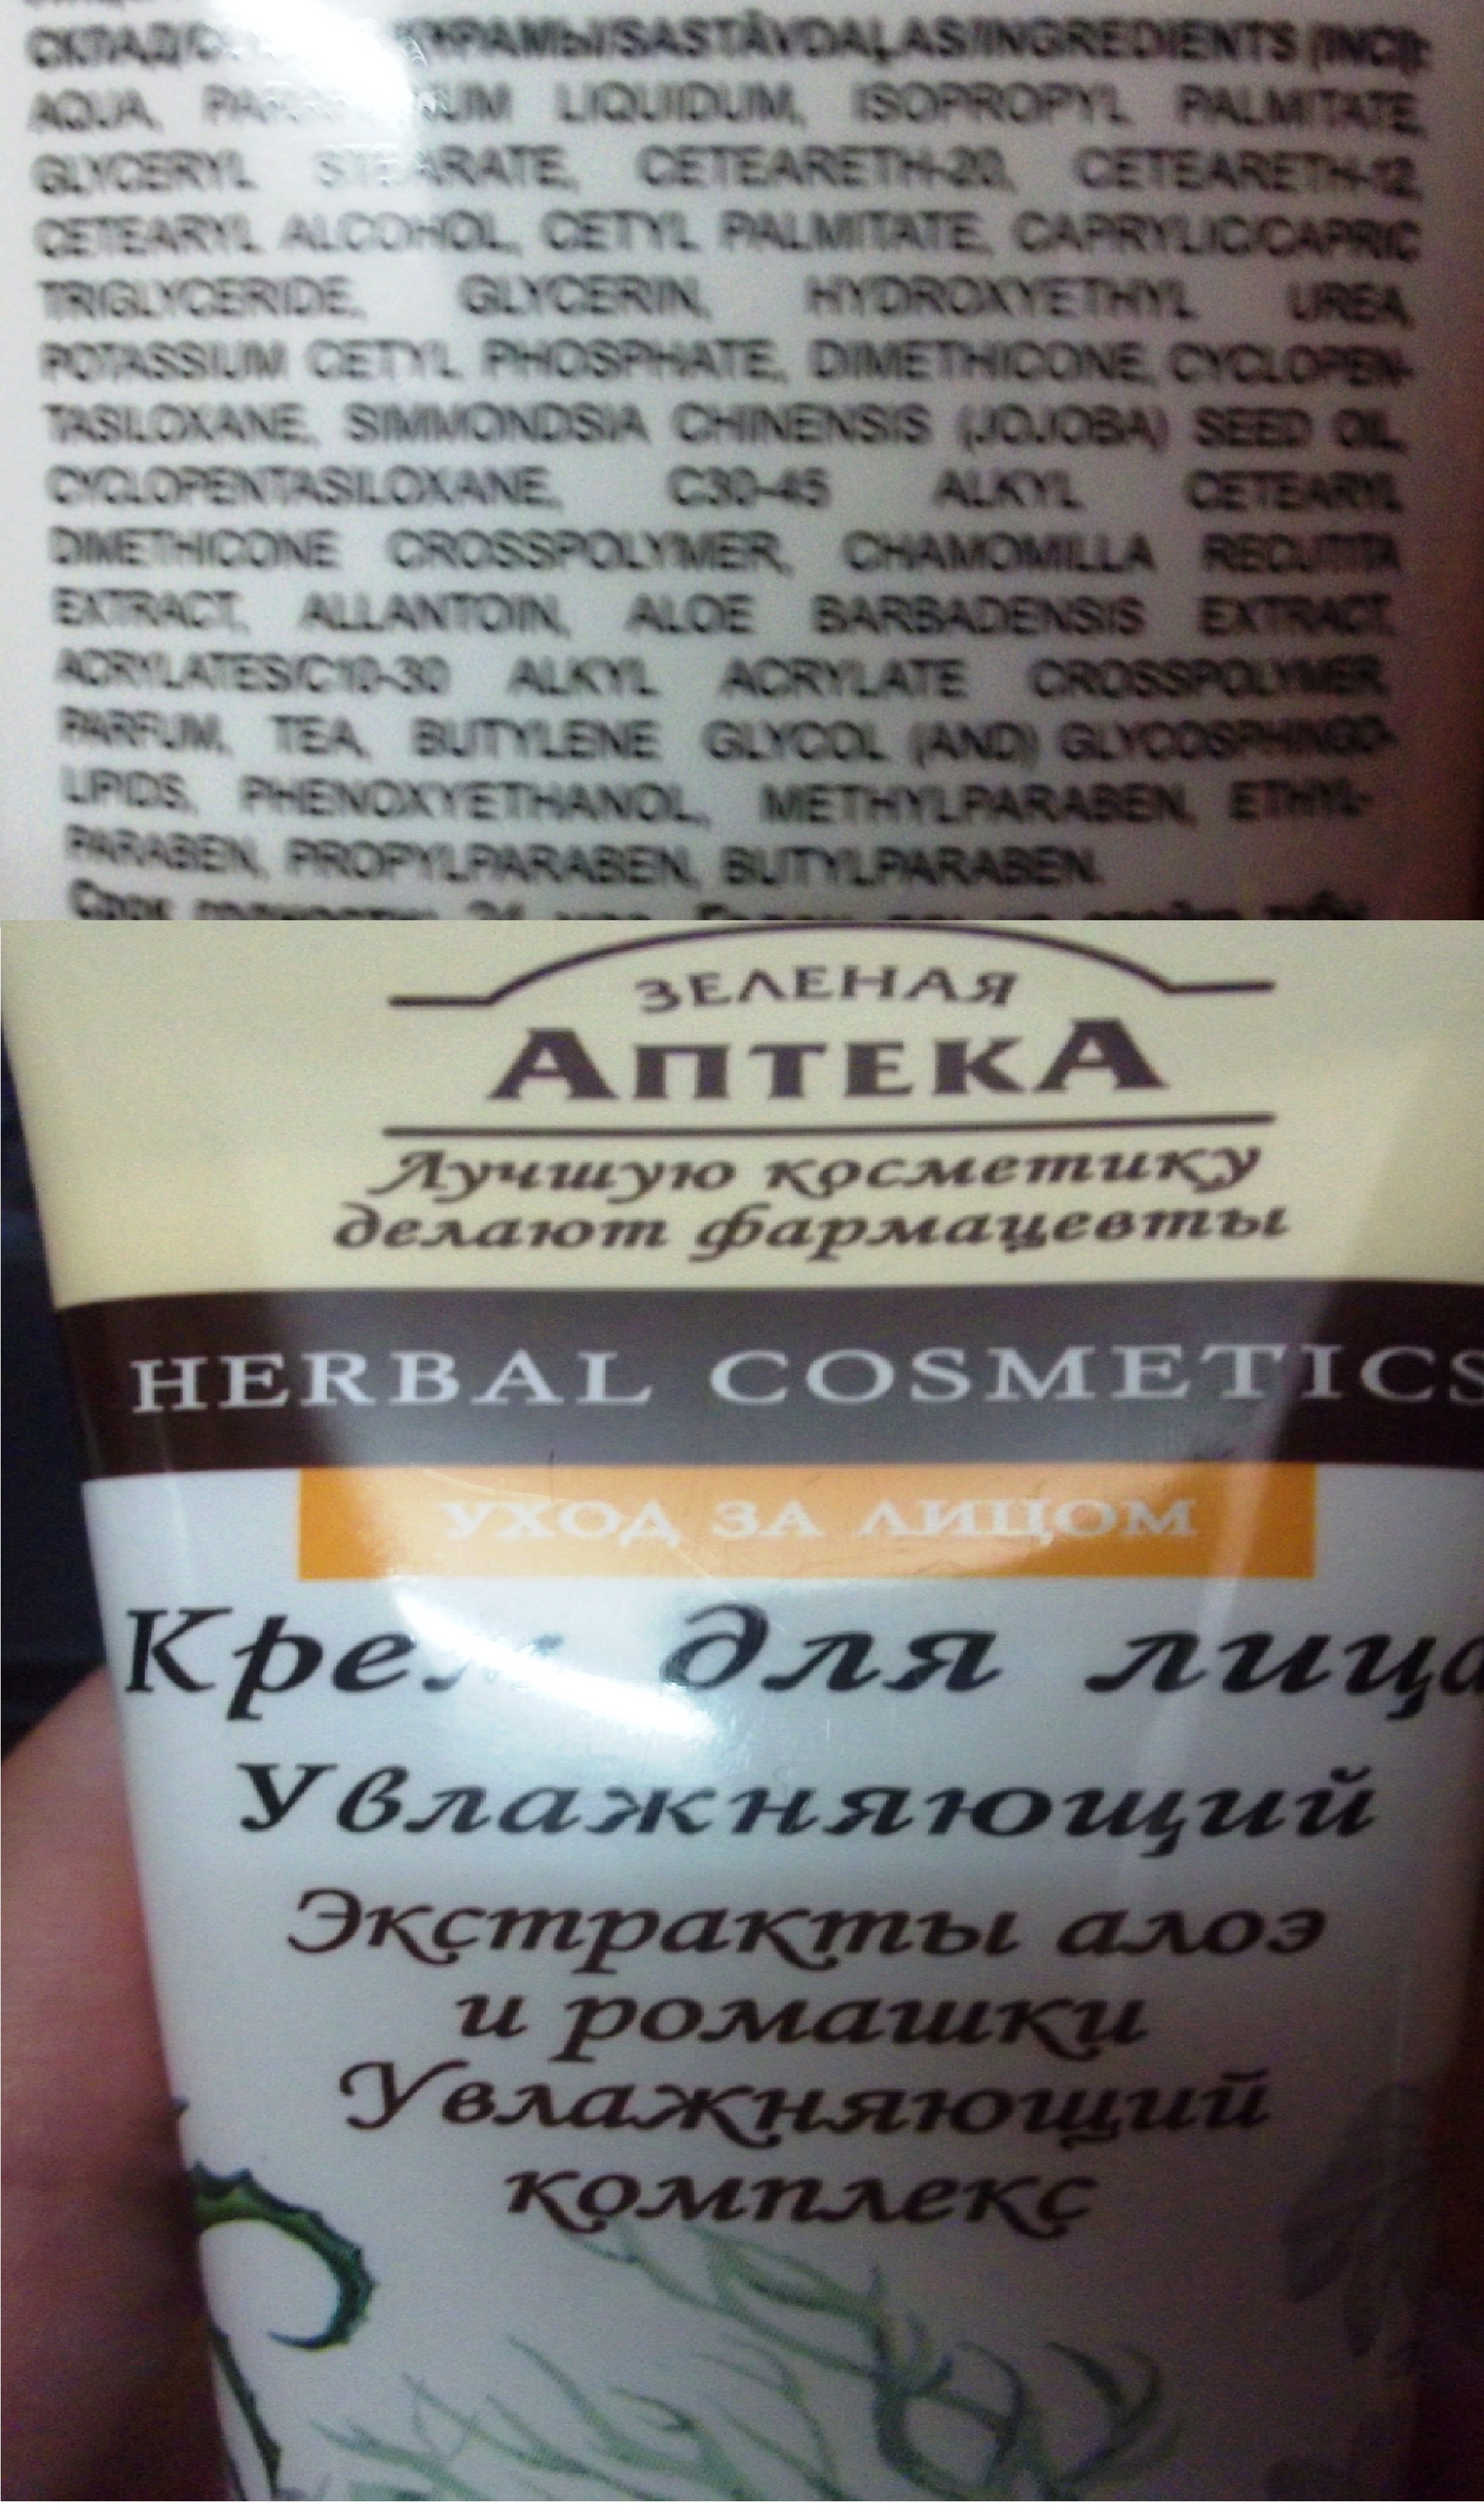 INGREDIENTS (INCI):
AQUA, LIQUIDUM, ISOPROPYL PALMITATE,
GLYCERYL STEARATE, CETEARETH-20, CETEARETH-12,
CETEARYL ALCOHOL, CETYL PALMITATE, CAPRYLIC/CAPRIC
TRIGLYCERIDE, GLYCERIN, HYDROXYETHYL UREA,
POTASSIUM CETYL PHOSPHATE, DIMETHICONE, CYCLOPEN-
TASILOXANE, SIMMONDSIA CHINENSIS (JOJOBA) SEED OIL,
CYCLOPENTASILOXANE, C30-45 ALKYL CETEARYL
DIMETHICONE CROSSPOLYMER, CHAMOMILLA RECUTITA
EXTRACT, ALLANTOIN, ALOE BARBADENSIS EXTRACT,
ACRYLATES/C10-30 ALKYL ACRYLATE CROSSPOLYMER,
PARFUM, TEA, BUTYLENE GLYCOL (AND) GLYCOSPHINGO-
LIPIDS, PHENOXYETHANOL, METHYLPARABEN, ETHYL-
PARABEN, PROPYLPARABEN, BUTYLPARABEN.
ЗЕЛЕНАЯ
АПТЕКА
Лучшую косметику
делают фармацевты
HERBAL COSMETICS
УХОД ЗА ЛИЦОМ
Крем для лица
Увлажняющий
Экстракты алоэ
и ромашки
Увлажняющий
комплекс